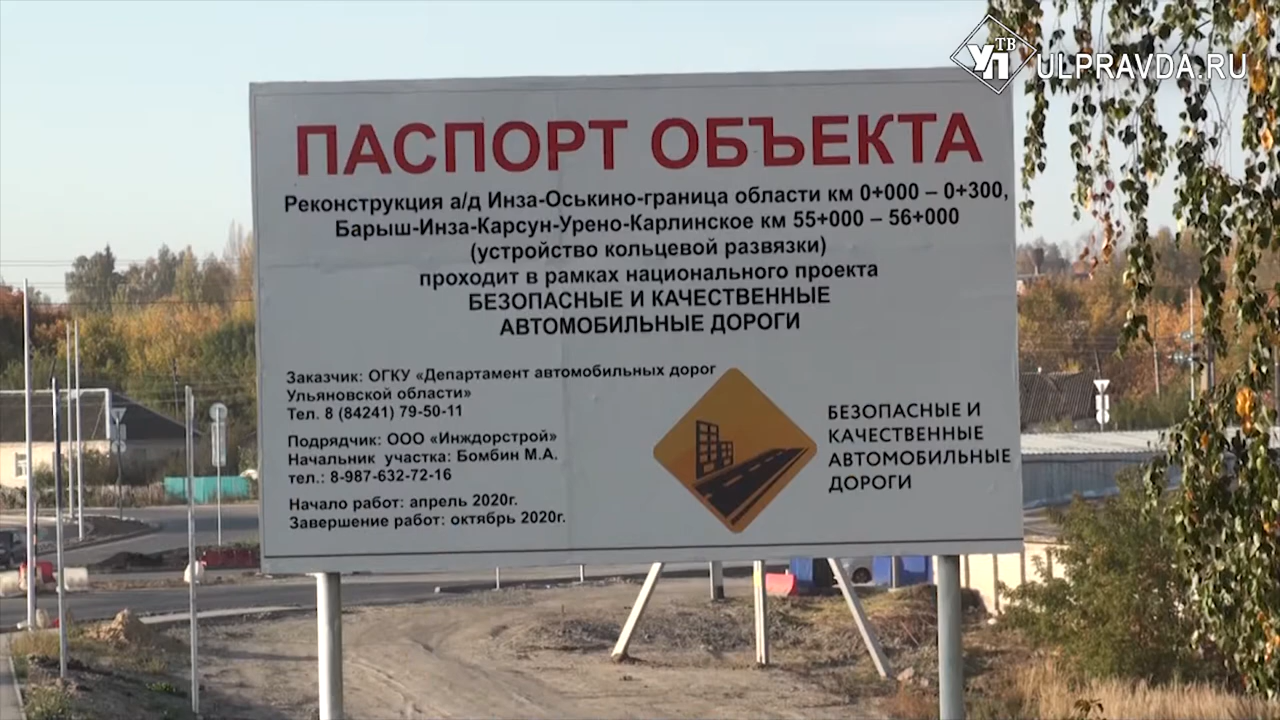 УП ТВ ULPRAVDA.RU
ПАСПОРТ ОБЪЕКТА
Реконструкция а/д Инза-Оськино-граница области км 0+000 – 0+300,
Барыш-Инза-Карсун-Урено-Карлинское км 55+000 – 56+000
(устройство кольцевой развязки)
проходит в рамках национального проекта
БЕЗОПАСНЫЕ И КАЧЕСТВЕННЫЕ
АВТОМОБИЛЬНЫЕ ДОРОГИ
Заказчик: ОГКУ «Департамент автомобильных дорог
Ульяновской области»
Тел. 8 (84241) 79-50-11
Подрядчик: ООО «Инждорстрой»
Начальник участка: Бомбин М.А.
тел.: 8-987-632-72-16
Начало работ: апрель 2020г.
Завершение работ: октябрь 2020г.
БЕЗОПАСНЫЕ И
КАЧЕСТВЕННЫЕ
АВТОМОБИЛЬНЫЕ
ДОРОГИ